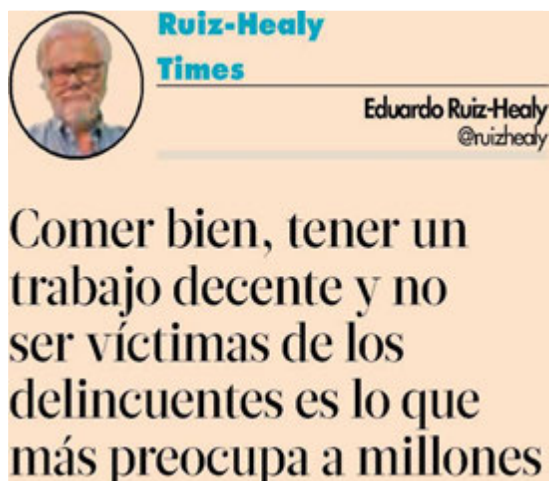 Ruiz-Healy
Times
Eduardo Ruiz-Healy
@ruizhealy
Comer bien, tener un
trabajo decente y no
ser víctimas de los
delincuentes es lo que
más preocupa a millones